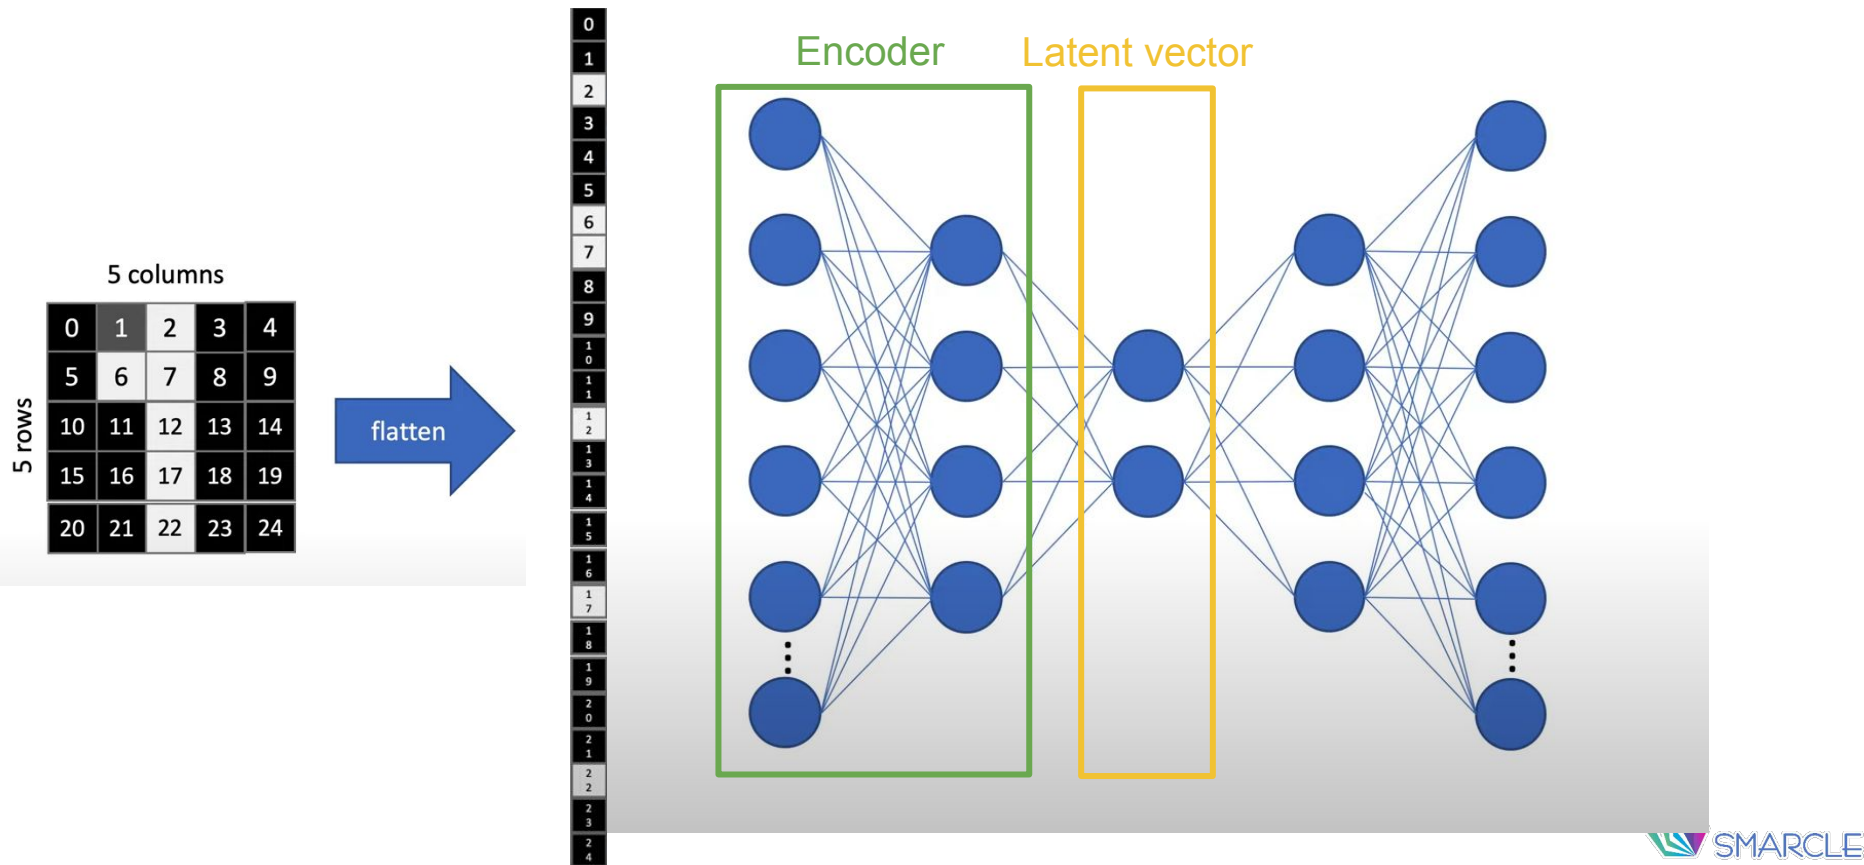 5 columns
5 rows
0 1 2 3 4
5 6 7 8 9
10 11 12 13 14
15 16 17 18 19
20 21 22 23 24
flatten
0
1
2
3
4
5
6
7
8
9
10
11
12
13
14
15
16
17
18
19
20
21
22
23
24
Encoder
Latent vector
SMARCLE